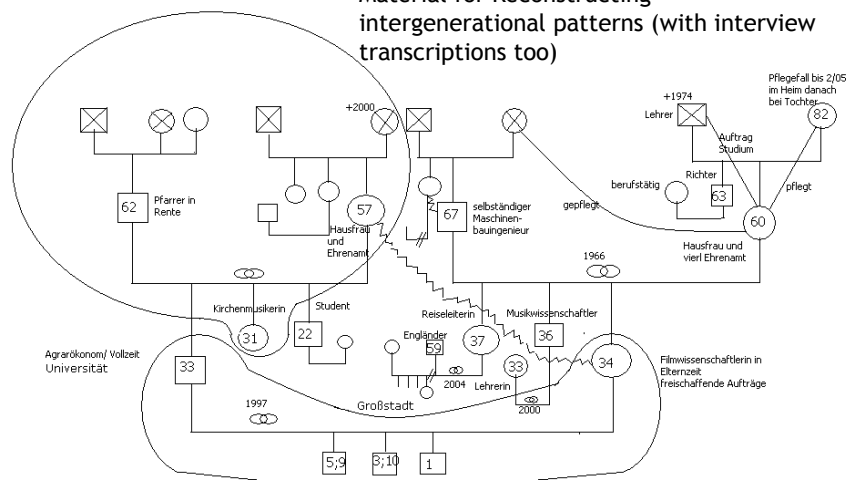 Material for Reconstructing
intergenerational patterns (with interview
transcriptions too)
Pflegefall bis 2/05
im Heim danach
bei Tochter
+2000
+1974
Lehrer
82
Auftrag
Studium
berufstätig
Richter
63
pflegt
62
Pfarrer in
Rente
57
67
selbständiger
Maschinen-
bauingenieur
gepflegt
60
Hausfrau
und
Ehrenamt
Hausfrau und
vierl Ehrenamt
1966
Kirchenmusikerin
Student
Reiseleiterin
Musikwissenschaftler
31
22
Engländer
59
37
36
Agrarökonom/ Vollzeit
Universität
33
33
34
Filmwissenschaftlerin in
Elternzeit
freischaffende Aufträge
2004
Lehrerin
2000
Großstadt
1997
5;9
3;10
1